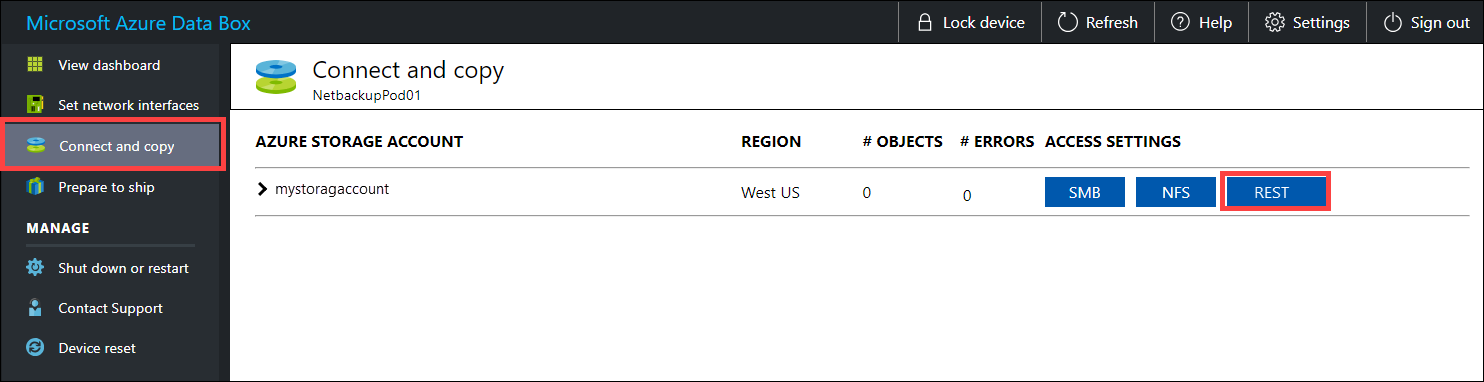 Microsoft Azure Data Box
Lock device
Refresh
Help
Settings
Sign out
View dashboard
Set network interfaces
Connect and copy
Prepare to ship
MANAGE
Shut down or restart
Contact Support
Device reset
Connect and copy
NetbackupPod01
AZURE STORAGE ACCOUNT REGION # OBJECTS # ERRORS ACCESS SETTINGS
mystoragaccount West US 0 0 SMB NFS REST